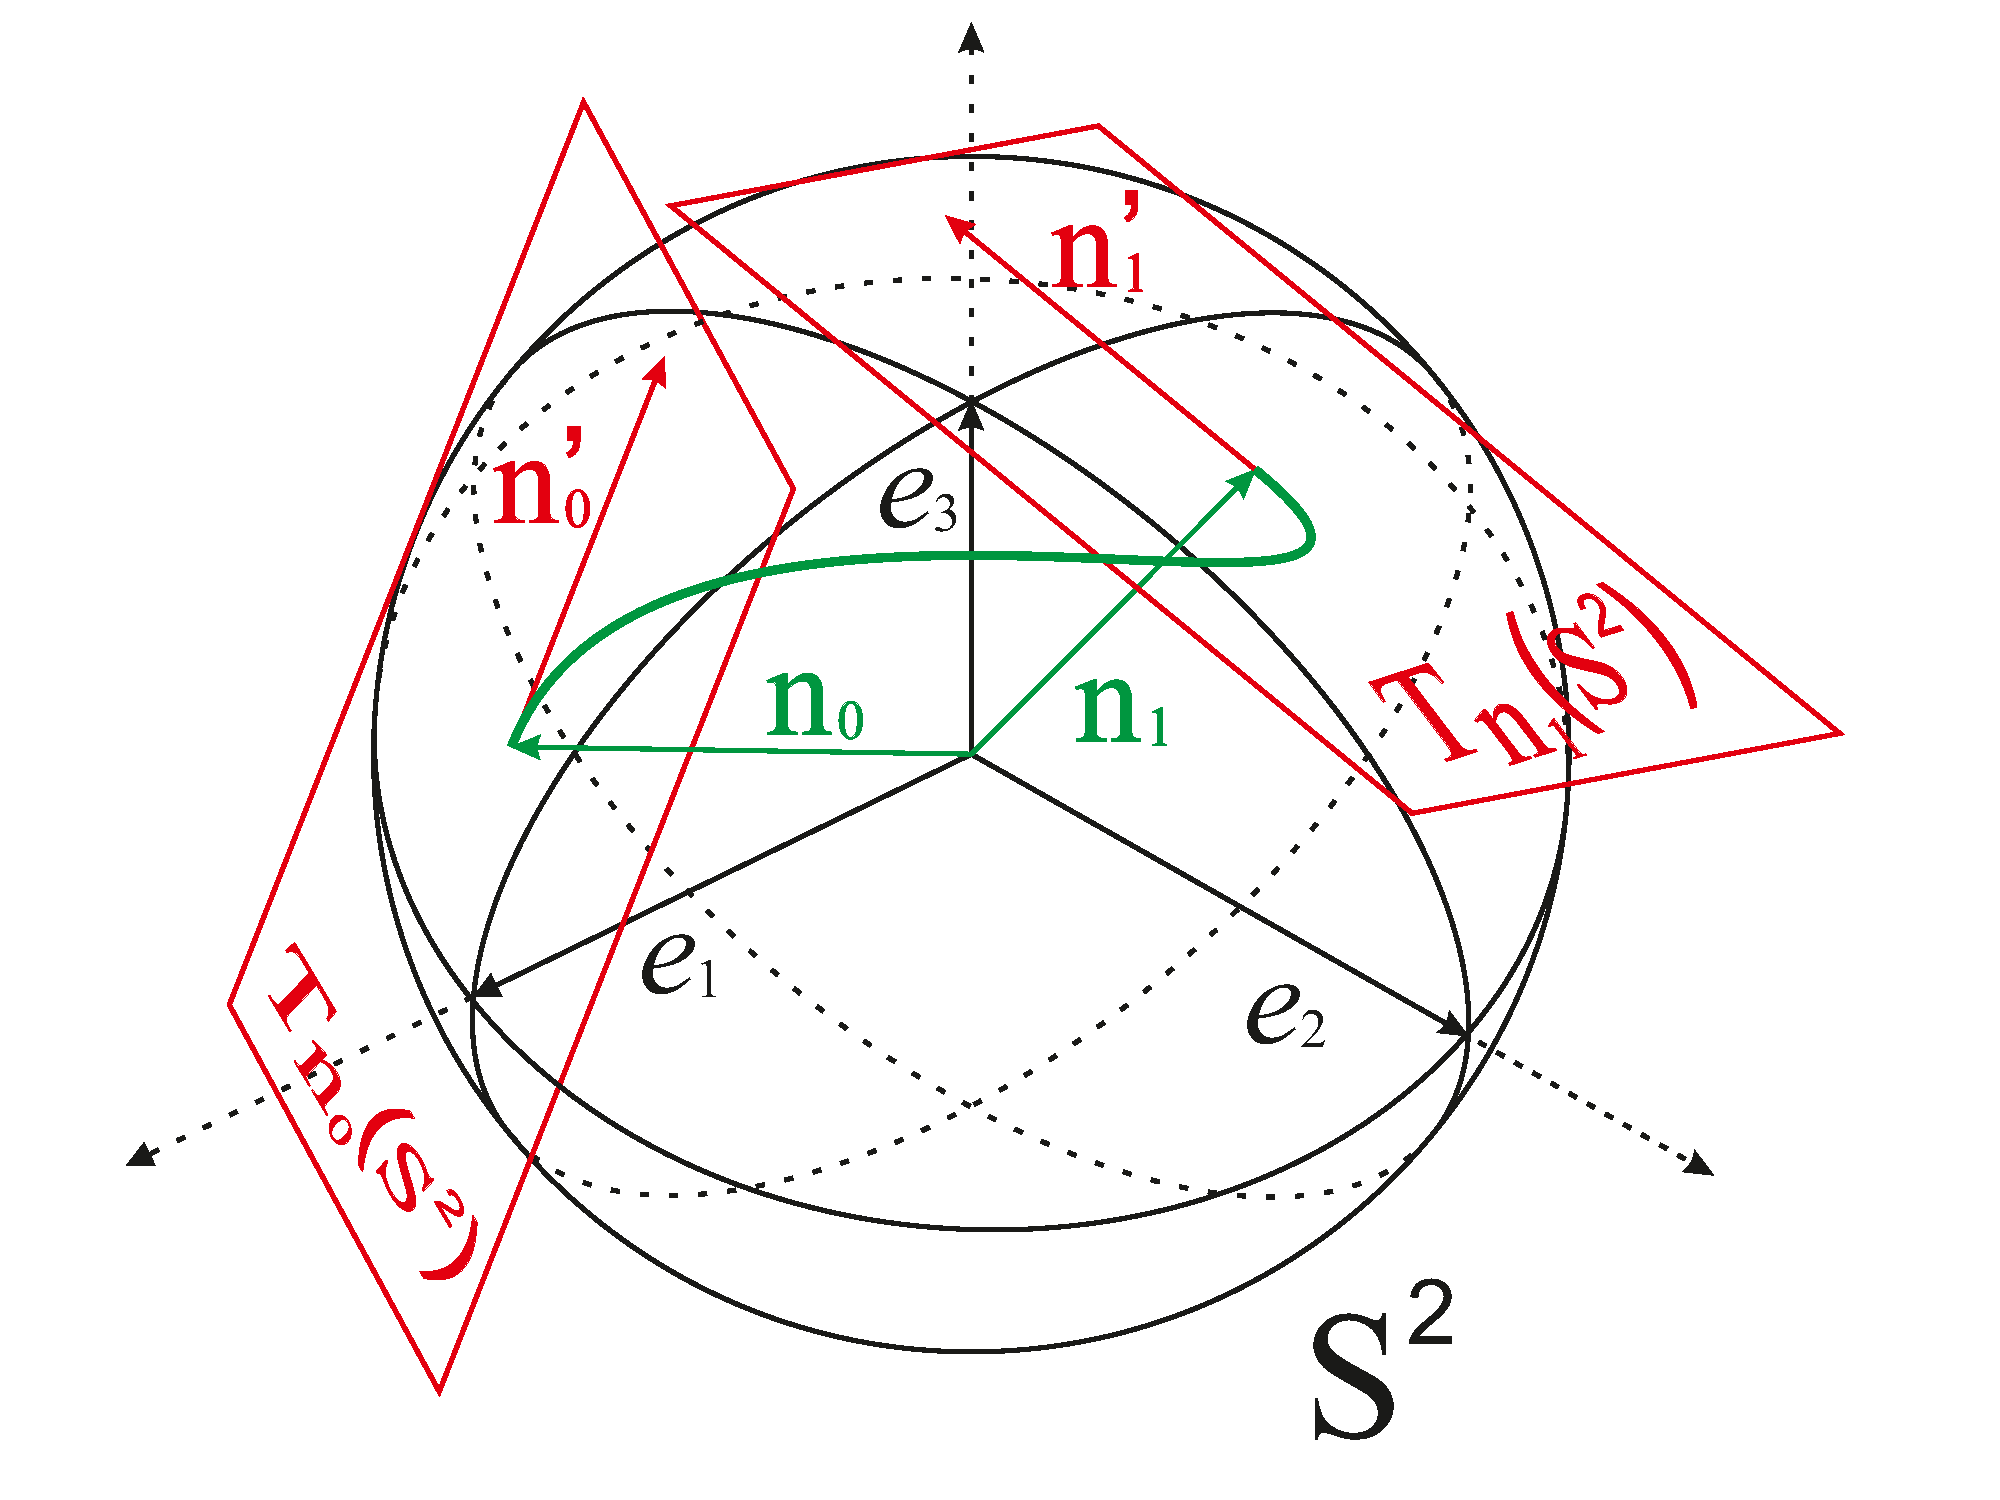 n'₁
n'₀
e₃
n₀
n₁
Tₙ₁(S²)
e₁
e₂
Tₙ₀(S²)
S²